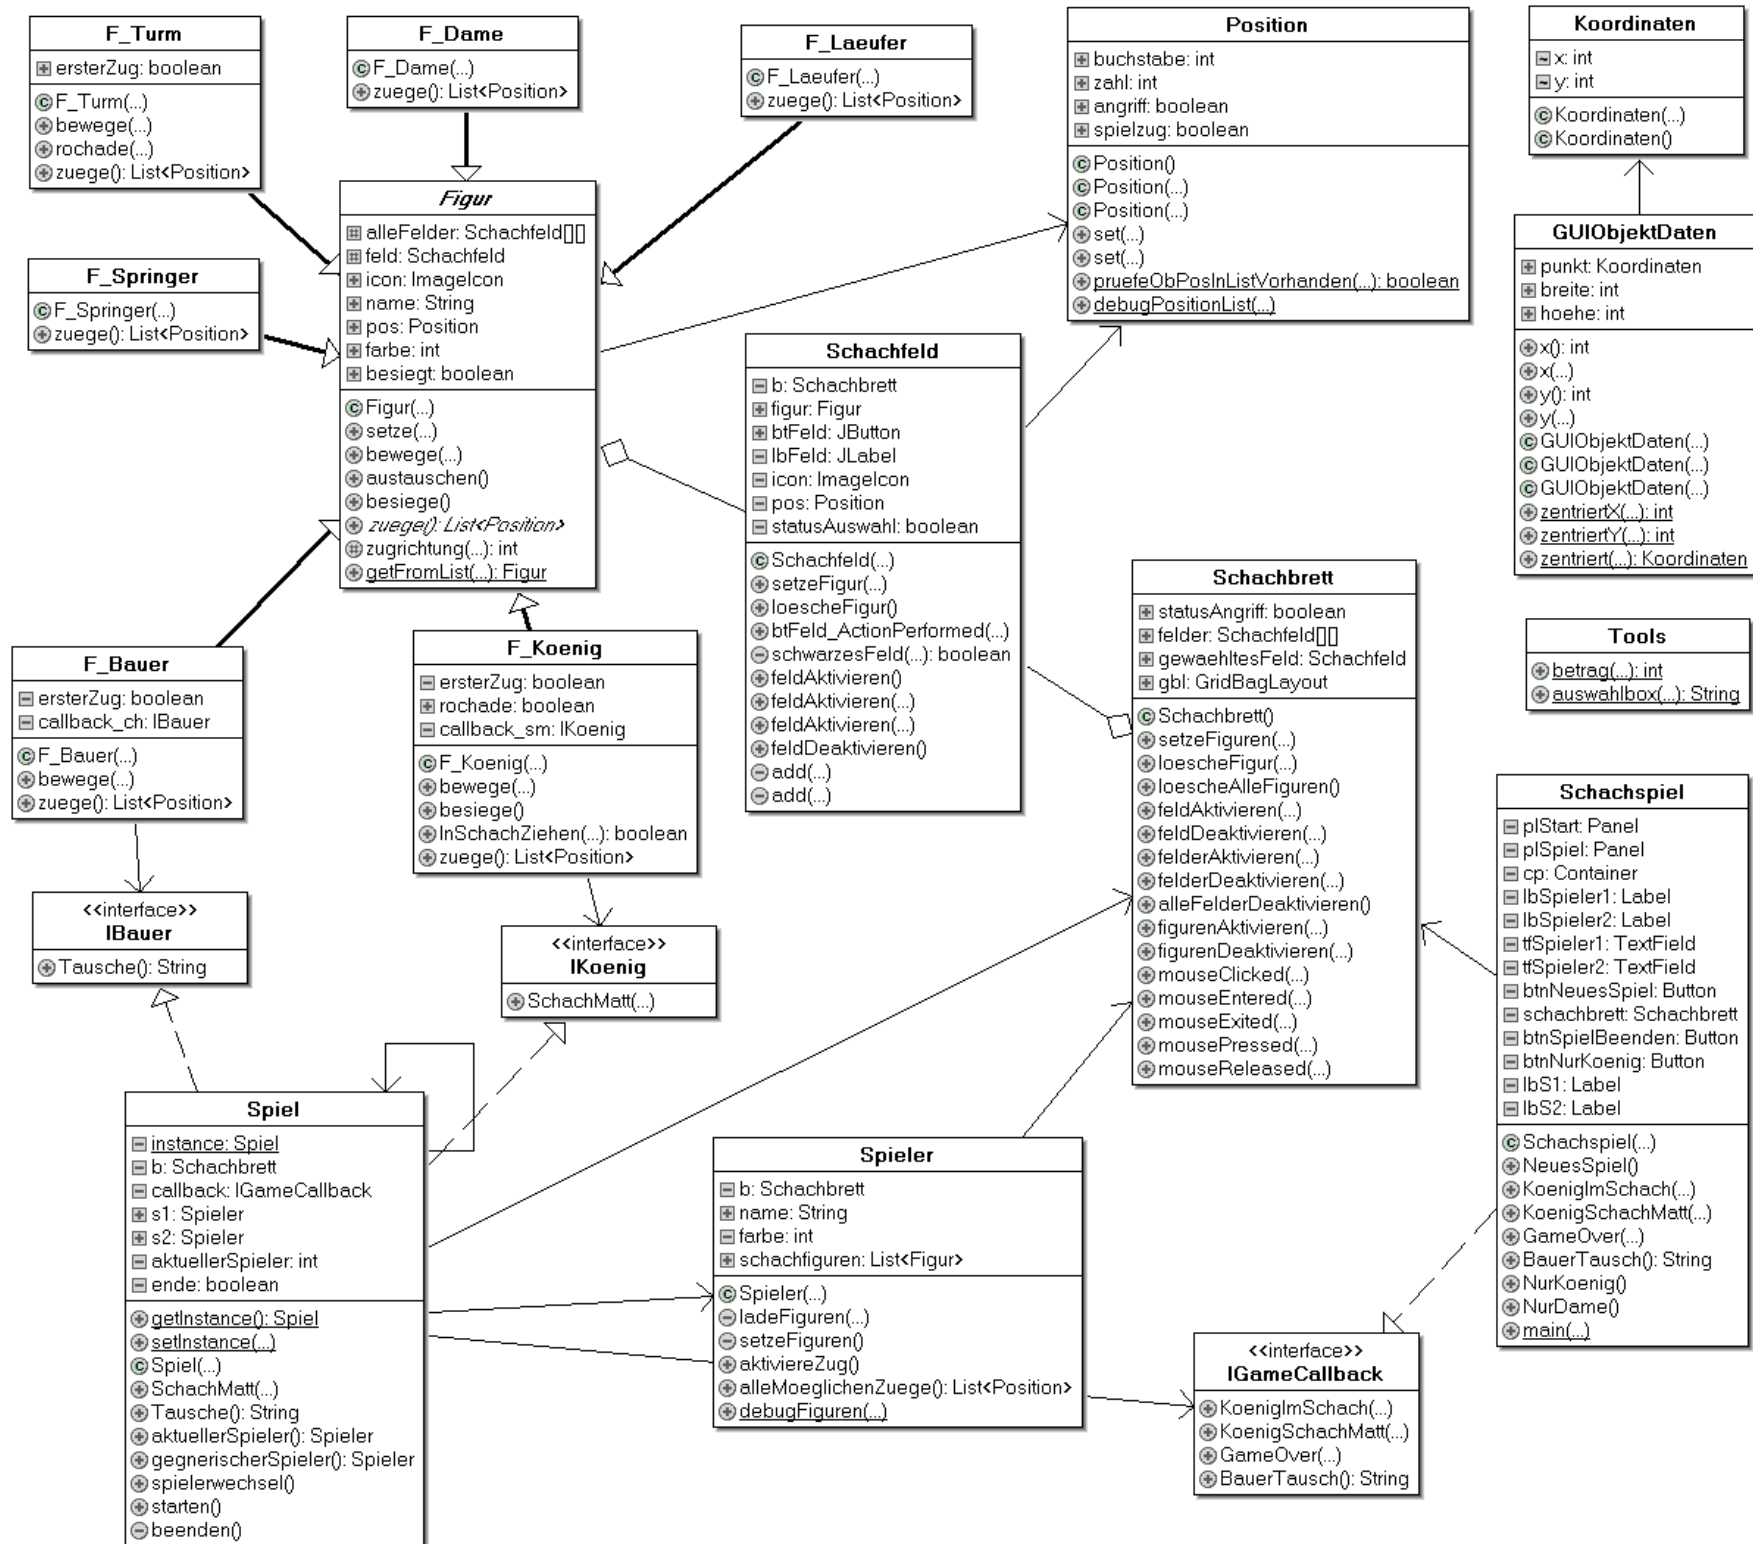 F_Turm
ersterZug: boolean
F_Turm(...)
bewege(...)
rochade(...)
zuege(): List<Position>
F_Dame
F_Dame(...)
zuege(): List<Position>
F_Laeufer
F_Laeufer(...)
zuege(): List<Position>
Position
buchstabe: int
zahl: int
angriff: boolean
spielzug: boolean
Position()
Position(...)
Position(...)
set(...)
set(...)
pruefeObPosInListVorhanden(...): boolean
debugPositionList(...)
Koordinaten
x: int
y: int
Koordinaten(...)
Koordinaten()
GUIObjektDaten
punkt: Koordinaten
breite: int
hoehe: int
x(): int
x(...)
y(): int
y(...)
GUIObjektDaten(...)
GUIObjektDaten(...)
GUIObjektDaten(...)
zentriertX(...): int
zentriertY(...): int
zentriert(...): Koordinaten
Figur
alleFelder: Schachfeld[][]
feld: Schachfeld
icon: ImageIcon
name: String
pos: Position
farbe: int
besiegt: boolean
Figur(...)
setze(...)
bewege(...)
austauschen()
besiege()
zuege(): List<Position>
zugrichtung(...): int
getFromList(...): Figur
F_Springer
F_Springer(...)
zuege(): List<Position>
Schachfeld
b: Schachbrett
figur: Figur
btFeld: JButton
lbFeld: JLabel
icon: ImageIcon
pos: Position
statusAuswahl: boolean
Schachfeld(...)
setzeFigur(...)
loescheFigur()
btFeld_ActionPerformed(...)
schwarzesFeld(...): boolean
feldAktivieren()
feldAktivieren(...)
feldAktivieren(...)
feldDeaktivieren()
add(...)
add(...)
Schachbrett
statusAngriff: boolean
felder: Schachfeld[][]
gewaehltesFeld: Schachfeld
gbl: GridBagLayout
Schachbrett()
setzeFiguren(...)
loescheFigur(...)
loescheAlleFiguren()
feldAktivieren(...)
feldDeaktivieren(...)
felderAktivieren(...)
felderDeaktivieren(...)
alleFelderDeaktivieren()
figurenAktivieren(...)
figurenDeaktivieren(...)
mouseClicked(...)
mouseEntered(...)
mouseExited(...)
mousePressed(...)
mouseReleased(...)
Tools
betrag(...): int
auswahlbox(...): String
F_Bauer
ersterZug: boolean
callback_ch: IBauer
F_Bauer(...)
bewege(...)
zuege(): List<Position>
F_Koenig
ersterZug: boolean
rochade: boolean
callback_sm: IKoenig
F_Koenig(...)
bewege(...)
besiege()
InSchachZiehen(...): boolean
zuege(): List<Position>
<<interface>>
IBauer
Tausche(): String
<<interface>>
IKoenig
SchachMatt(...)
Schachspiel
plStart: Panel
plSpiel: Panel
cp: Container
lbSpieler1: Label
lbSpieler2: Label
tfSpieler1: TextField
tfSpieler2: TextField
btnNeuesSpiel: Button
schachbrett: Schachbrett
btnSpielBeenden: Button
btnNurKoenig: Button
lbS1: Label
lbS2: Label
Schachspiel(...)
NeuesSpiel()
KoenigImSchach(...)
KoenigSchachMatt(...)
GameOver(...)
BauerTausch(): String
NurKoenig()
NurDame()
main(...)
Spiel
instance: Spiel
b: Schachbrett
callback: IGameCallback
s1: Spieler
s2: Spieler
aktuellerSpieler: int
ende: boolean
getInstance(): Spiel
setInstance(...)
Spiel(...)
SchachMatt(...)
Tausche(): String
aktuellerSpieler(): Spieler
gegnerischerSpieler(): Spieler
spielerwechsel()
starten()
beenden()
Spieler
b: Schachbrett
name: String
farbe: int
schachfiguren: List<Figur>
Spieler(...)
ladeFiguren(...)
setzeFiguren()
aktiviereZug()
alleMoeglichenZuege(): List<Position>
debugFiguren(...)
<<interface>>
IGameCallback
KoenigImSchach(...)
KoenigSchachMatt(...)
GameOver(...)
BauerTausch(): String